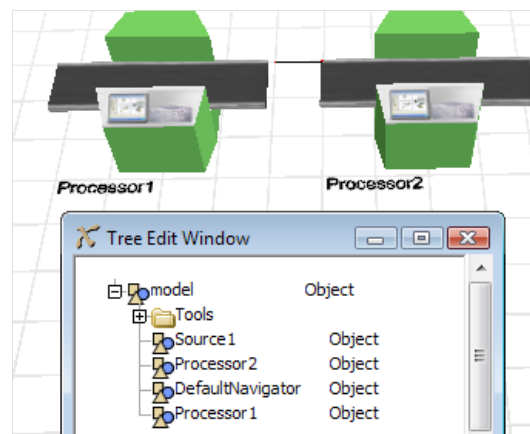 Processor1
Processor2
Tree Edit Window
model Object
Tools
Source1 Object
Processor2 Object
DefaultNavigator Object
Processor1 Object